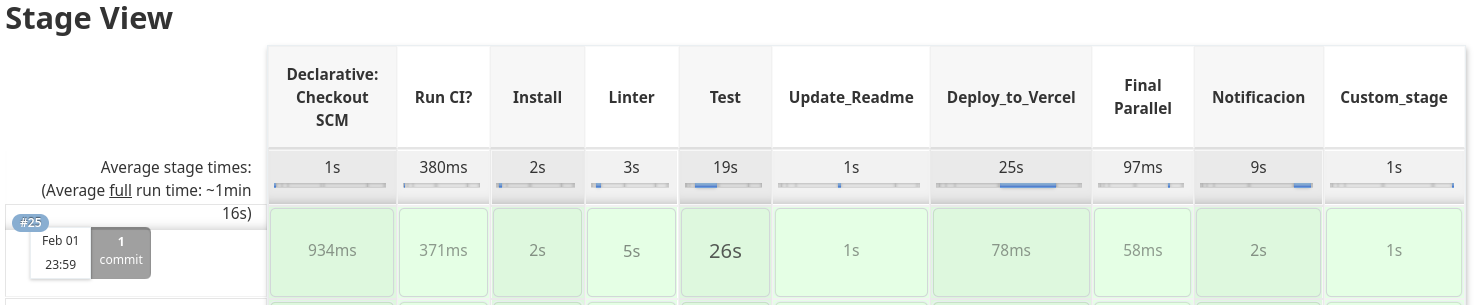 Stage View
Declarative:
Checkout
SCM
Run CI?
Install
Linter
Test
Update_Readme
Deploy_to_Vercel
Final
Parallel
Notificacion
Custom_stage
Average stage times:
(Average full run time: ~1min
16s)
1s
380ms
2s
3s
19s
1s
25s
97ms
9s
1s
#25
Feb 01
23:59
1
commit
934ms
371ms
2s
5s
26s
1s
78ms
58ms
2s
1s